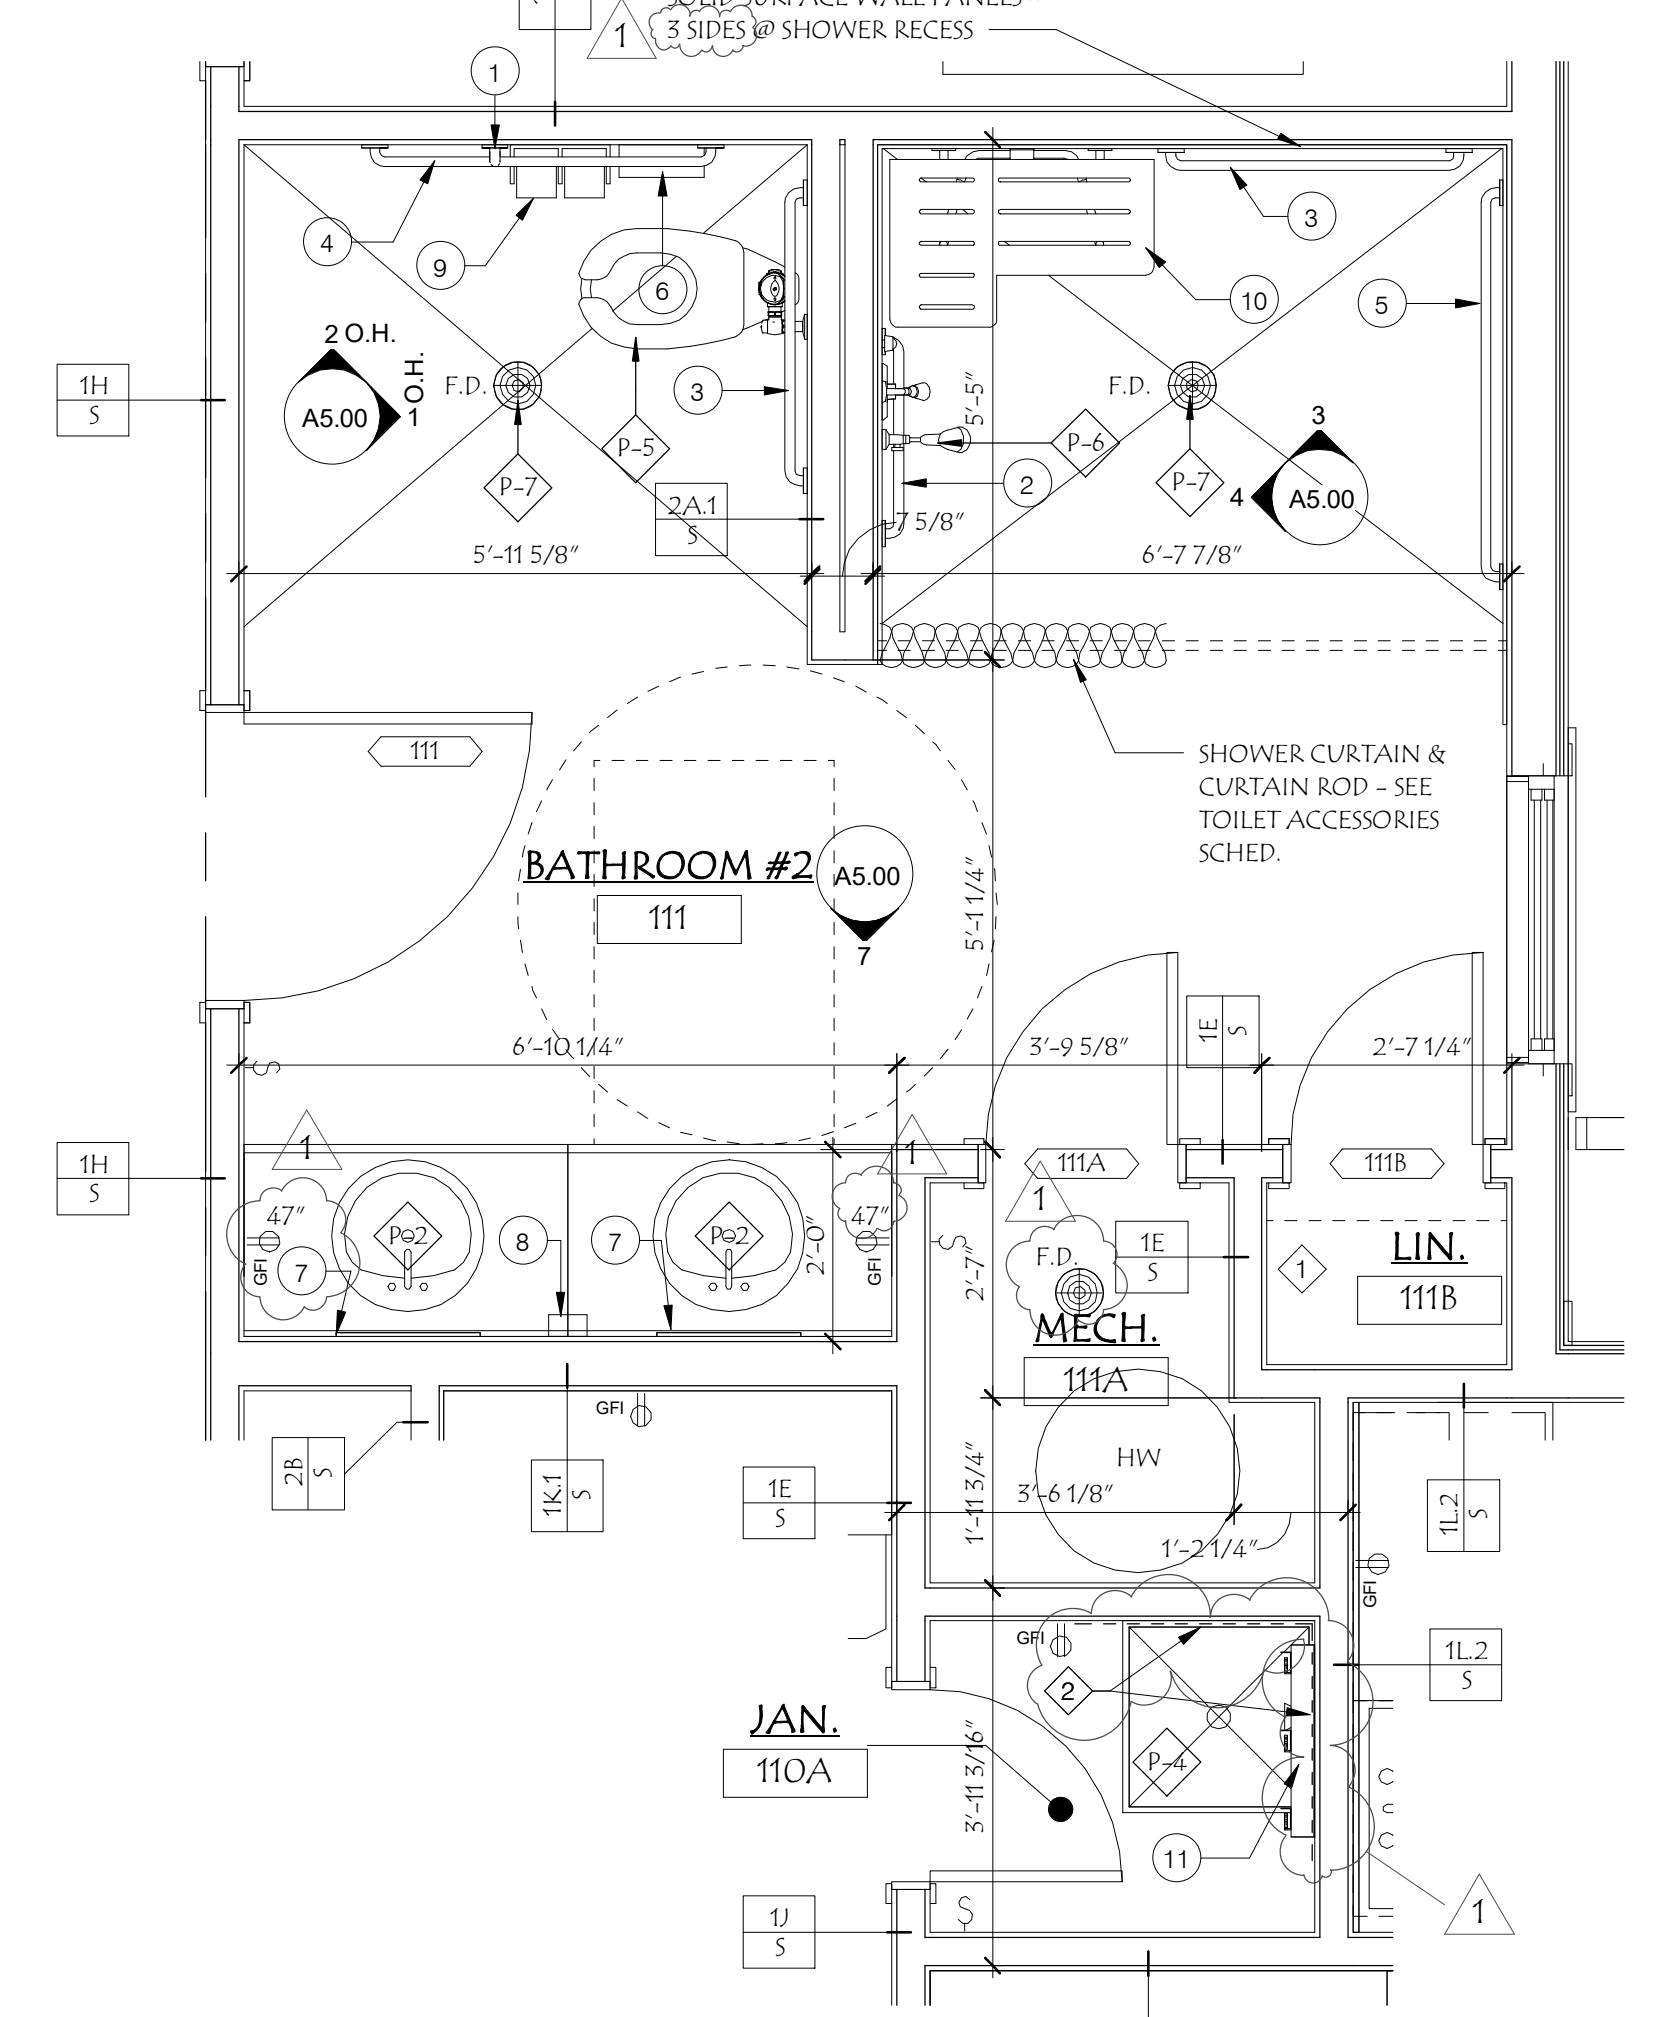 SOLID SURFACE WALL PANELS
3 SIDES @ SHOWER RECESS
1
1
4
9
6
3
10
5
2 O.H.
1 O.H.
A5.00
1H
S
F.D.
P-7
P-5
3
2A.1
S
5'-11 5/8"
7 5/8"
5'-5"
P-6
2
F.D.
P-7
3
4
A5.00
6'-7 7/8"
111
SHOWER CURTAIN &
CURTAIN ROD - SEE
TOILET ACCESSORIES
SCHED.
BATHROOM #2
111
A5.00
7
5'-1 1/4"
6'-10 1/4"
3'-9 5/8"
1E
S
2'-7 1/4"
S
1H
S
1
1
111A
111B
1
47"
GFI
7
P-2
8
7
P-2
2'-0"
47"
GFI
S
2'-7"
F.D.
1E
S
1
LIN.
111B
MECH.
111A
GFI
2B
S
1K.1
S
1E
S
HW
3'-6 1/8"
1'-11 3/4"
1'-2 1/4"
1L.2
S
GFI
GFI
2
1L.2
S
JAN.
110A
3'-11 3/16"
P-4
11
1
1J
S
S